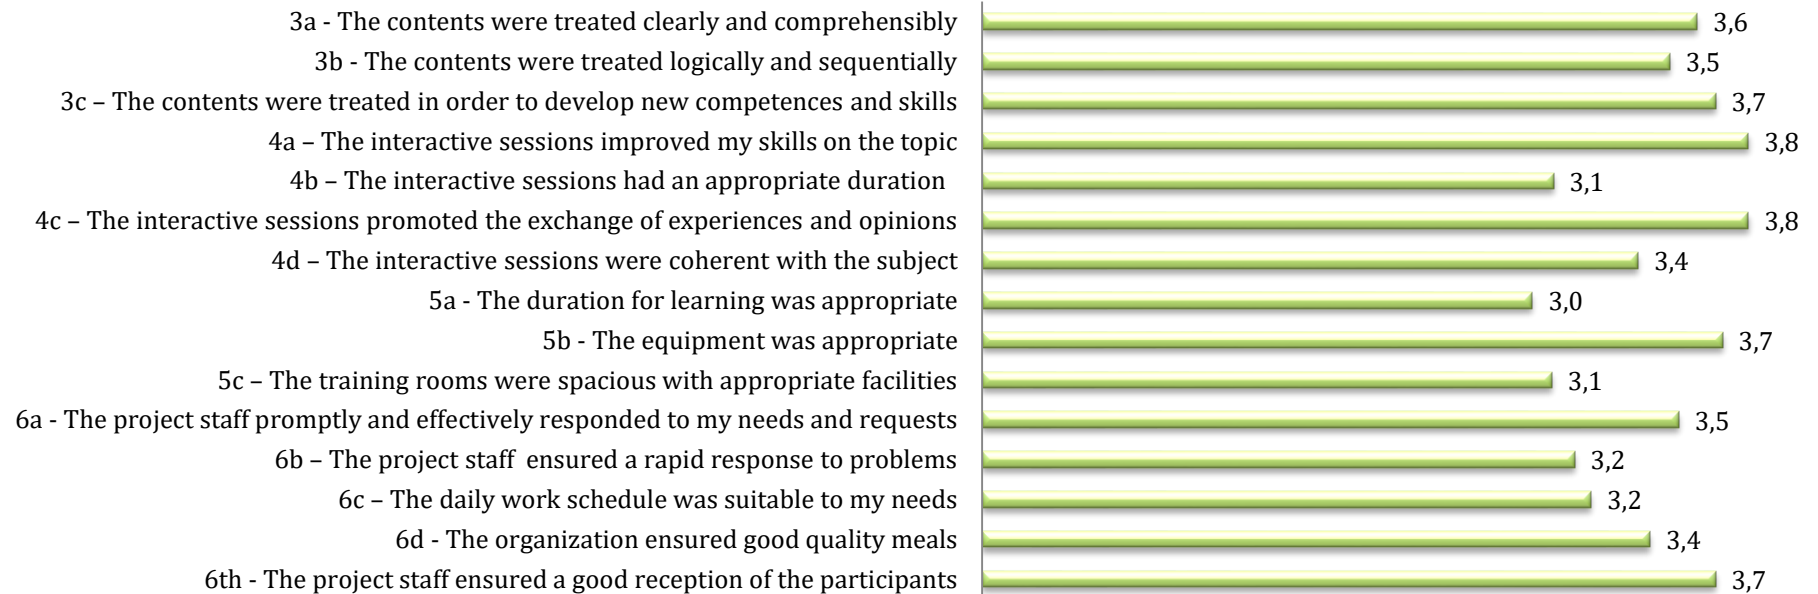 3a - The contents were treated clearly and comprehensibly 3,6
3b - The contents were treated logically and sequentially 3,5
3c – The contents were treated in order to develop new competences and skills 3,7
4a – The interactive sessions improved my skills on the topic 3,8
4b – The interactive sessions had an appropriate duration 3,1
4c – The interactive sessions promoted the exchange of experiences and opinions 3,8
4d – The interactive sessions were coherent with the subject 3,4
5a - The duration for learning was appropriate 3,0
5b - The equipment was appropriate 3,7
5c – The training rooms were spacious with appropriate facilities 3,1
6a - The project staff promptly and effectively responded to my needs and requests 3,5
6b – The project staff ensured a rapid response to problems 3,2
6c – The daily work schedule was suitable to my needs 3,2
6d - The organization ensured good quality meals 3,4
6th - The project staff ensured a good reception of the participants 3,7